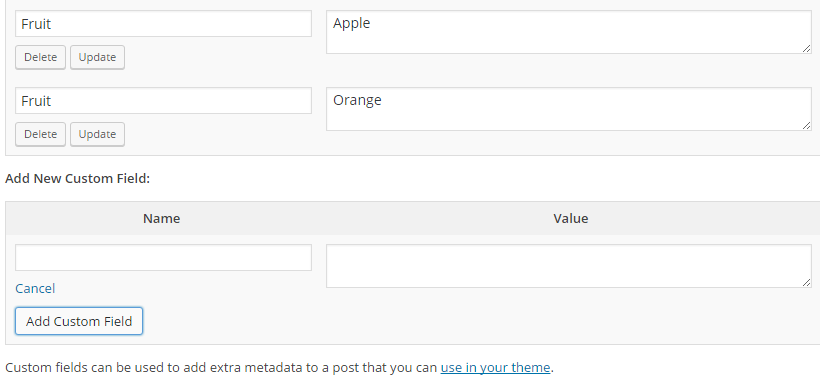 Fruit Apple
Delete Update
Fruit Orange
Delete Update
Add New Custom Field:
Name Value
Cancel
Add Custom Field
Custom fields can be used to add extra metadata to a post that you can use in your theme.